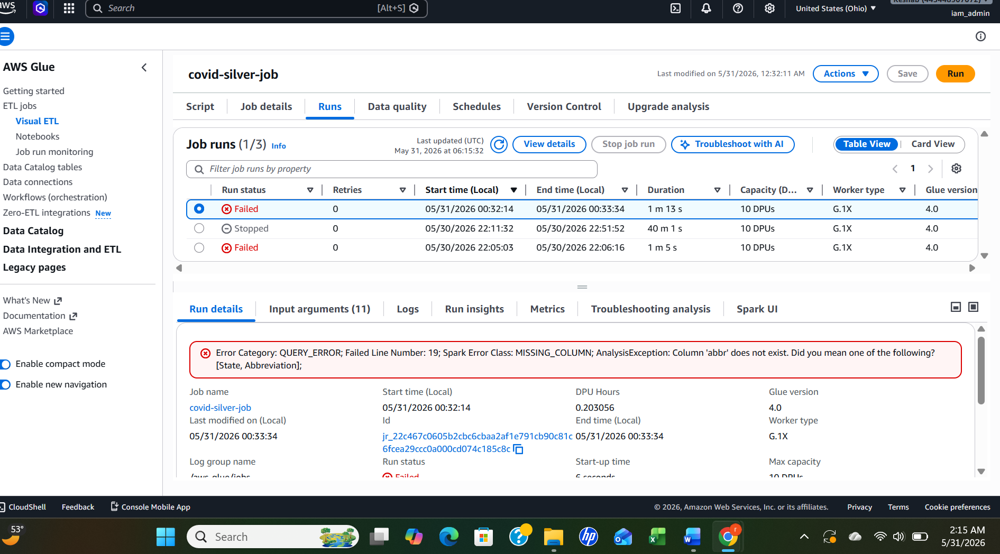 aws
Search
[Alt+S]
United States (Ohio)
iam_admin
AWS Glue
Getting started
ETL jobs
Visual ETL
Notebooks
Job run monitoring
Data Catalog tables
Data connections
Workflows (orchestration)
Zero-ETL integrations New
Data Catalog
Data Integration and ETL
Legacy pages
What's New
Documentation
AWS Marketplace
Enable compact mode
Enable new navigation
covid-silver-job
Last modified on 5/31/2026, 12:32:11 AM
Actions
Save
Run
Script
Job details
Runs
Data quality
Schedules
Version Control
Upgrade analysis
Job runs (1/3) Info
Last updated (UTC)
May 31, 2026 at 06:15:32
View details
Stop job run
Troubleshoot with AI
Table View
Card View
Filter job runs by property
1
Run status Retries Start time (Local) End time (Local) Duration Capacity (D... Worker type Glue version
Failed 0 05/31/2026 00:32:14 05/31/2026 00:33:34 1 m 13 s 10 DPUs G.1X 4.0
Stopped 0 05/30/2026 22:11:32 05/30/2026 22:51:52 40 m 1 s 10 DPUs G.1X 4.0
Failed 0 05/30/2026 22:05:03 05/30/2026 22:06:16 1 m 5 s 10 DPUs G.1X 4.0
Run details
Input arguments (11)
Logs
Run insights
Metrics
Troubleshooting analysis
Spark UI
Error Category: QUERY_ERROR; Failed Line Number: 19; Spark Error Class: MISSING_COLUMN; AnalysisException: Column 'abbr' does not exist. Did you mean one of the following?
[State, Abbreviation];
Job name
covid-silver-job
Start time (Local)
05/31/2026 00:32:14
DPU Hours
0.203056
Glue version
4.0
Last modified on (Local)
05/31/2026 00:33:34
Id
jr_22c467c0605b2cbc6cbaa2af1e791cb90c81c
6fcea29ccc0a000cd074c185c8c
End time (Local)
05/31/2026 00:33:34
Worker type
G.1X
Log group name
/aws-glue/jobs
Run status
Failed
Start-up time
6 seconds
Max capacity
10 DPUs
CloudShell
Feedback
Console Mobile App
© 2026, Amazon Web Services, Inc. or its affiliates.
Privacy
Terms
Cookie preferences
53°
Search
2:15 AM
5/31/2026